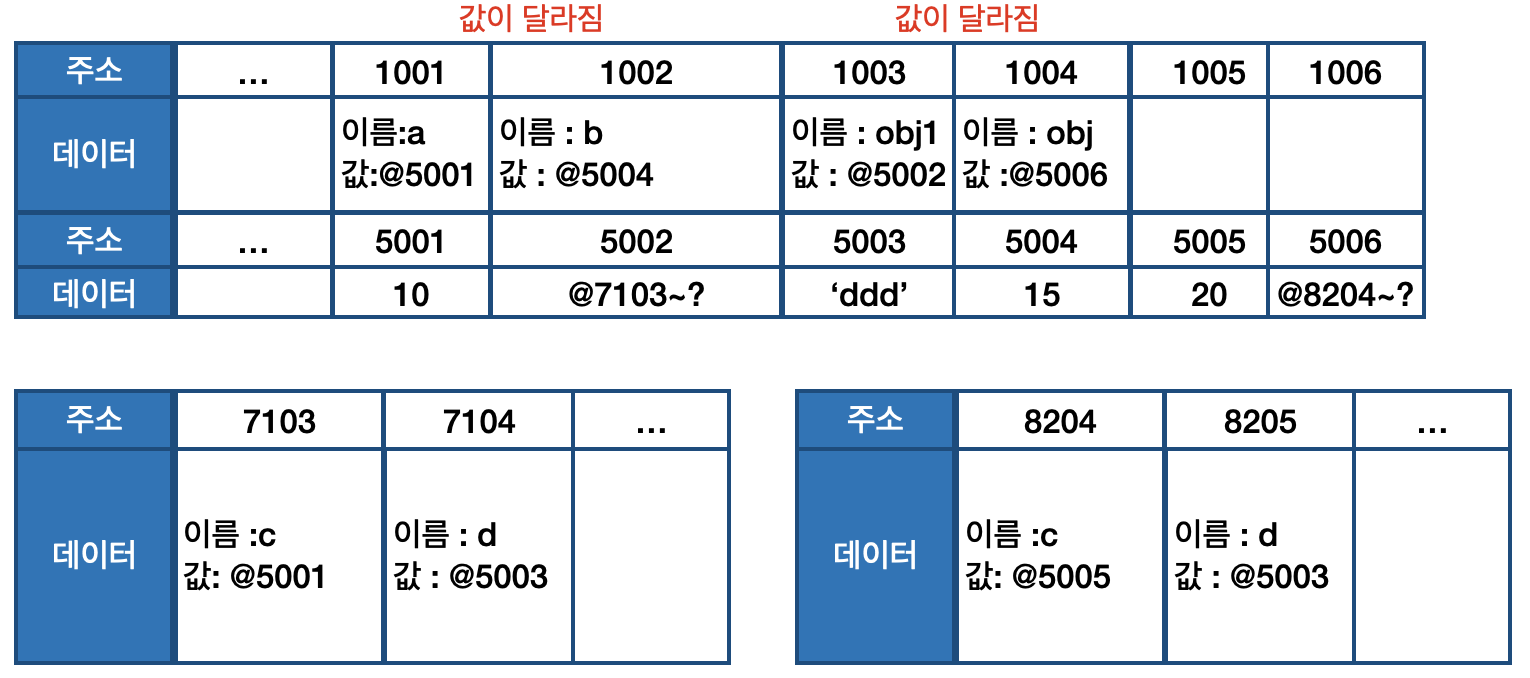 값이 달라짐 값이 달라짐
주소 ... 1001 1002 1003 1004 1005 1006
데이터 이름:a 이름 : b 이름 : obj1 이름 : obj
값:@5001 값 : @5004 값 : @5002 값 :@5006
주소 ... 5001 5002 5003 5004 5005 5006
데이터 10 @7103~? ‘ddd’ 15 20 @8204~?
주소 7103 7104 ...
데이터 이름 :c 이름 : d
값: @5001 값 : @5003
주소 8204 8205 ...
데이터 이름 :c 이름 : d
값: @5005 값 : @5003